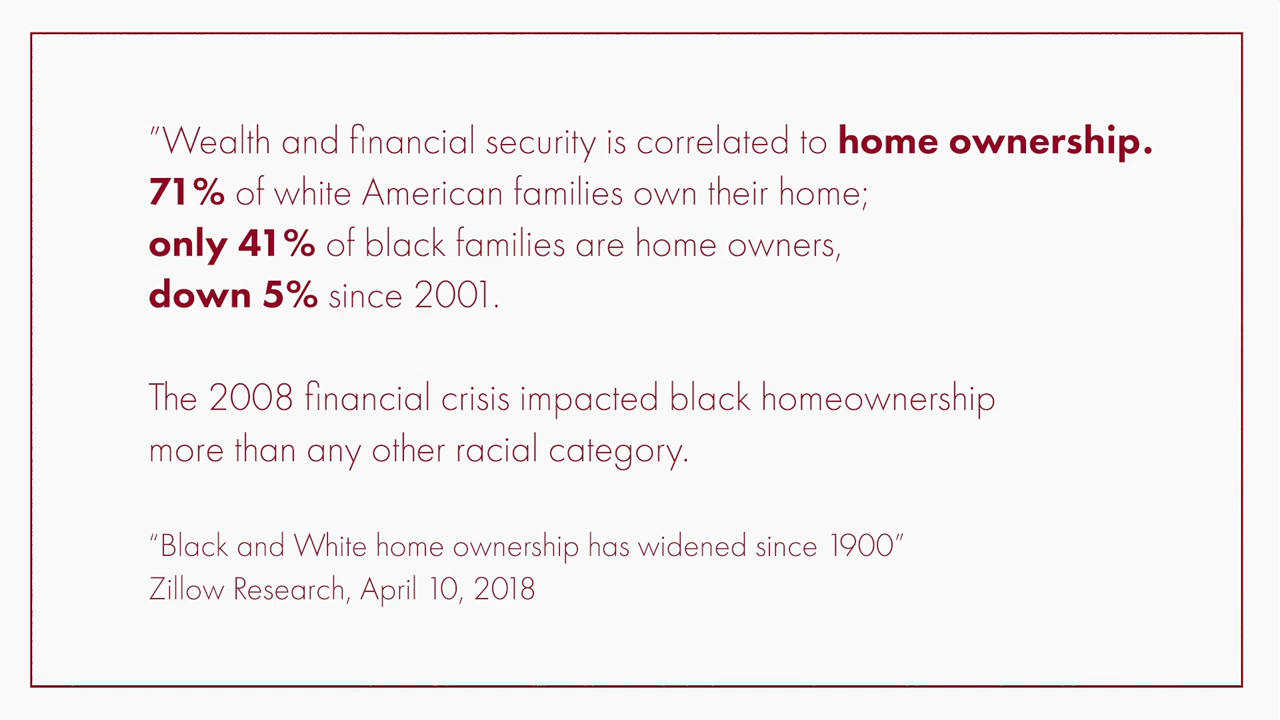 ”Wealth and financial security is correlated to home ownership.
71% of white American families own their home;
only 41% of black families are home owners,
down 5% since 2001.
The 2008 financial crisis impacted black homeownership
more than any other racial category.
“Black and White home ownership has widened since 1900”
Zillow Research, April 10, 2018